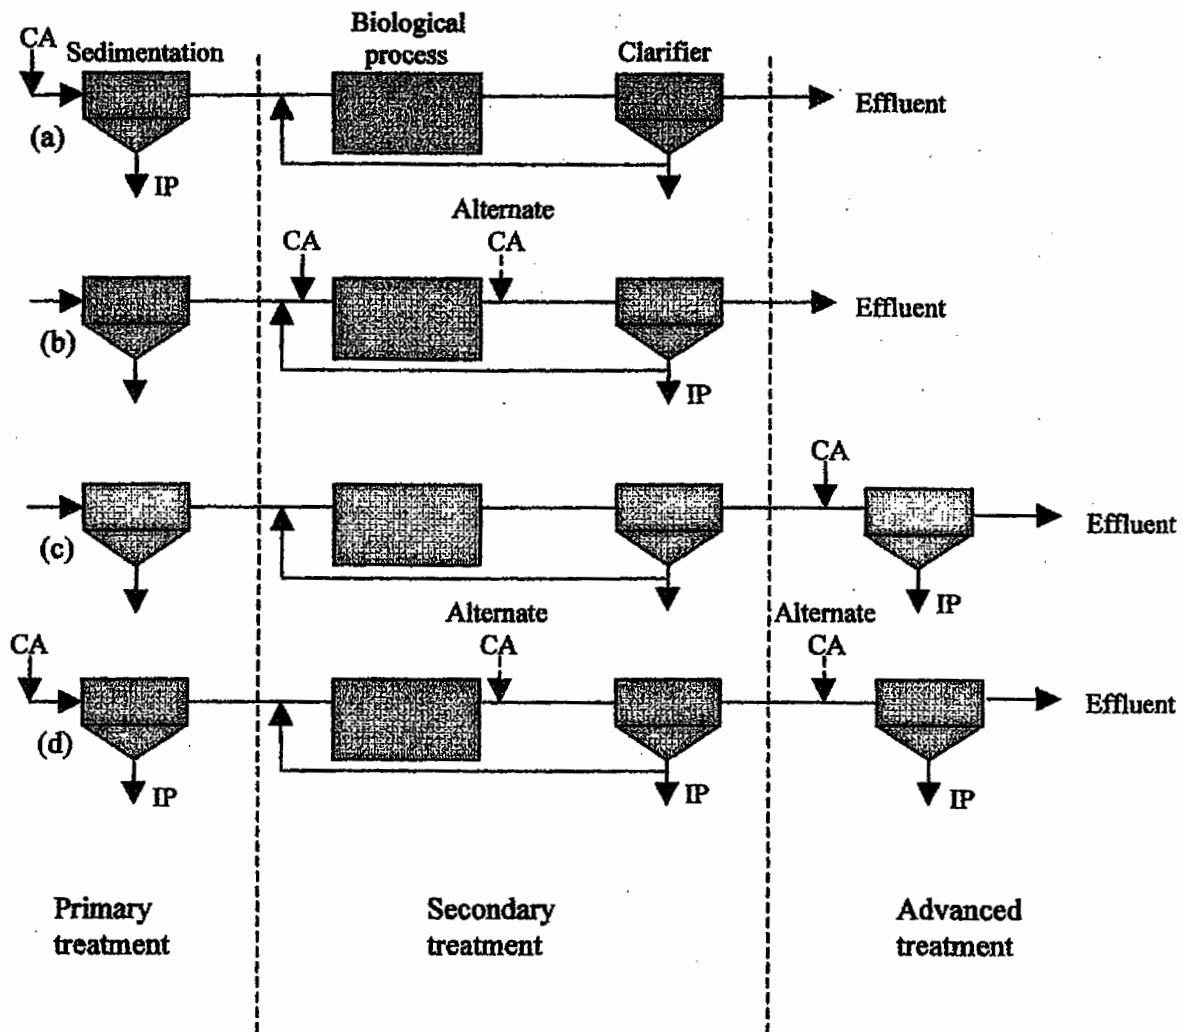 CA
Sedimentation
Biological
process
Clarifier
Effluent
(a)
IP
CA
Alternate
CA
Effluent
(b)
IP
CA
Effluent
(c)
IP
CA
Alternate
CA
Alternate
CA
Effluent
(d)
IP
IP
IP
Primary
treatment
Secondary
treatment
Advanced
treatment